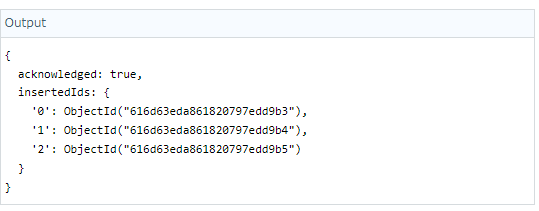 Output
{
  acknowledged: true,
  insertedIds: {
    '0': ObjectId("616d63eda861820797edd9b3"),
    '1': ObjectId("616d63eda861820797edd9b4"),
    '2': ObjectId("616d63eda861820797edd9b5")
  }
}